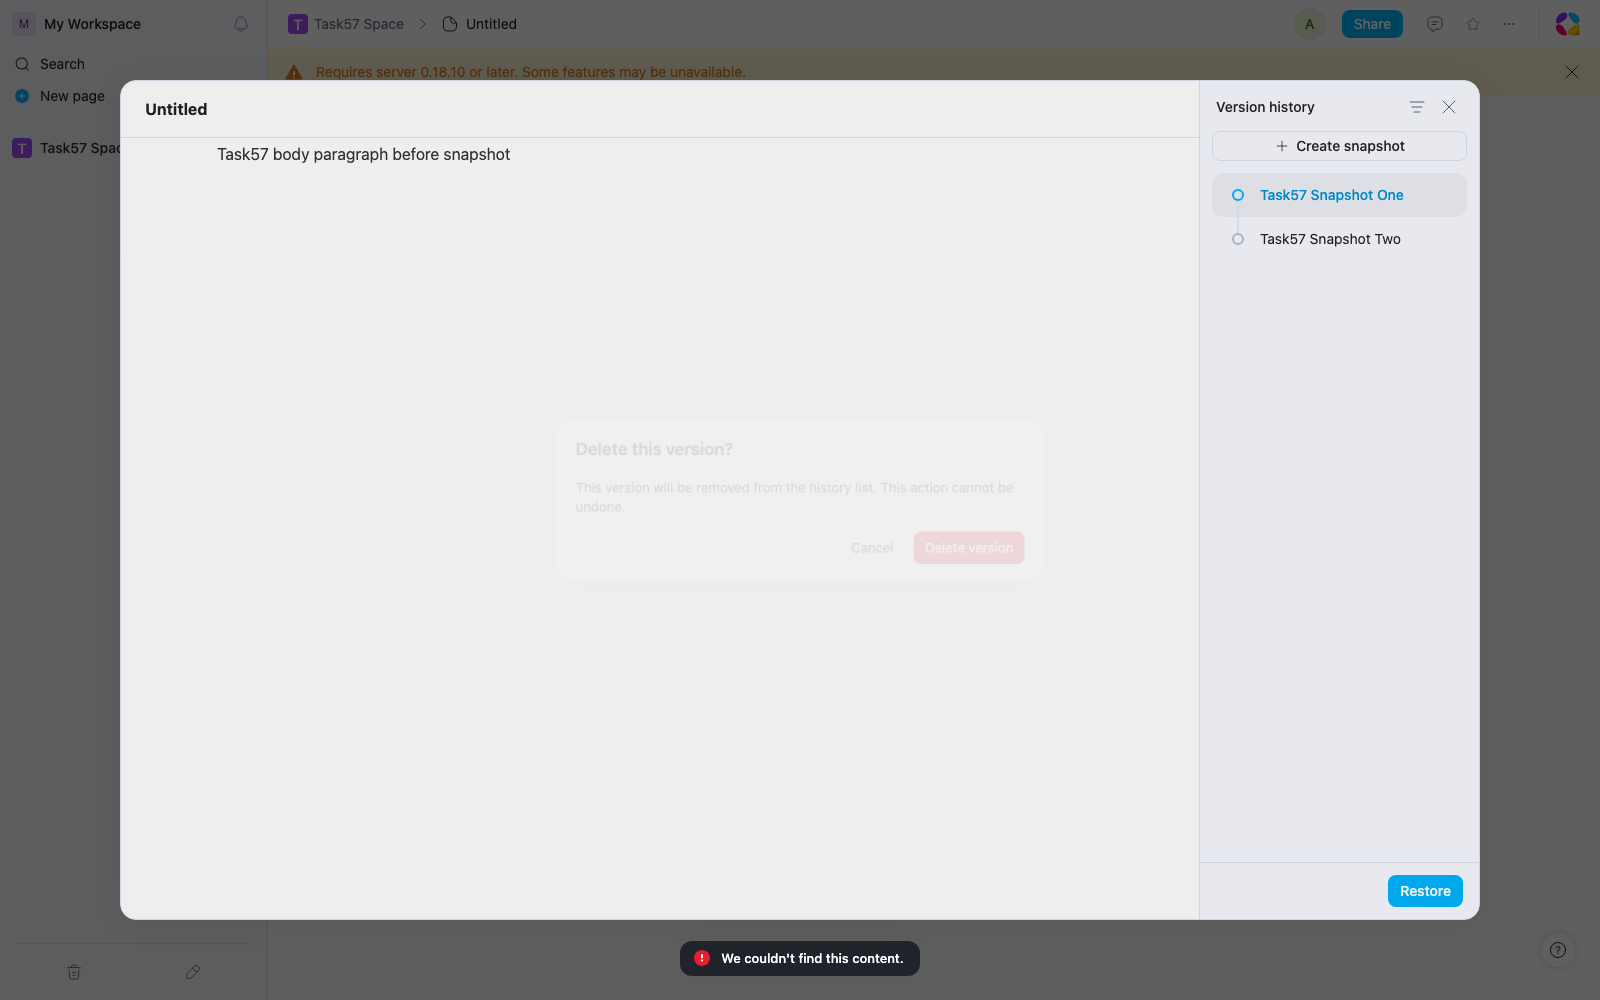 M My Workspace
Search
New page
T Task57 Spac
T Task57 Space > Untitled
A
Share
Requires server 0.18.10 or later. Some features may be unavailable.
Untitled
Task57 body paragraph before snapshot
Delete this version?
This version will be removed from the history list. This action cannot be
undone.
Cancel
Delete version
Version history
+ Create snapshot
Task57 Snapshot One
Task57 Snapshot Two
Restore
We couldn't find this content.